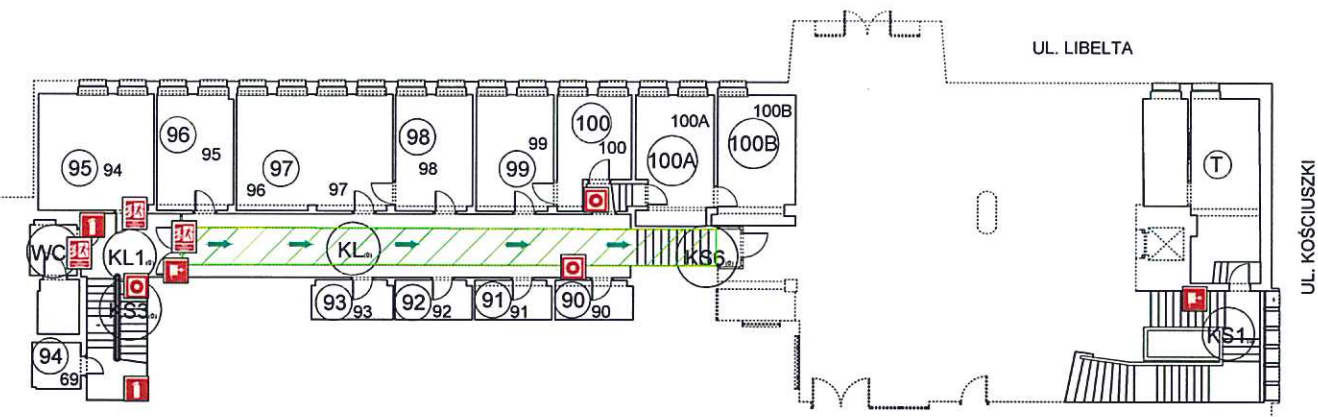 UL. LIBELTA
UL. KOŚCIUSZKI
95 94
96
95
97
96
97
98
98
99
99
100
100
100A
100A
100B
100B
T
WC
KL1
KL
KS6
KS3
93 93
92 92
91 91
90 90
94
69
KS1